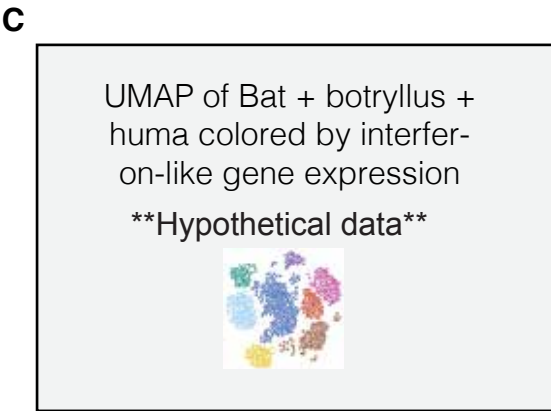 C
UMAP of Bat + botryllus +
huma colored by interfer-
on-like gene expression
**Hypothetical data**